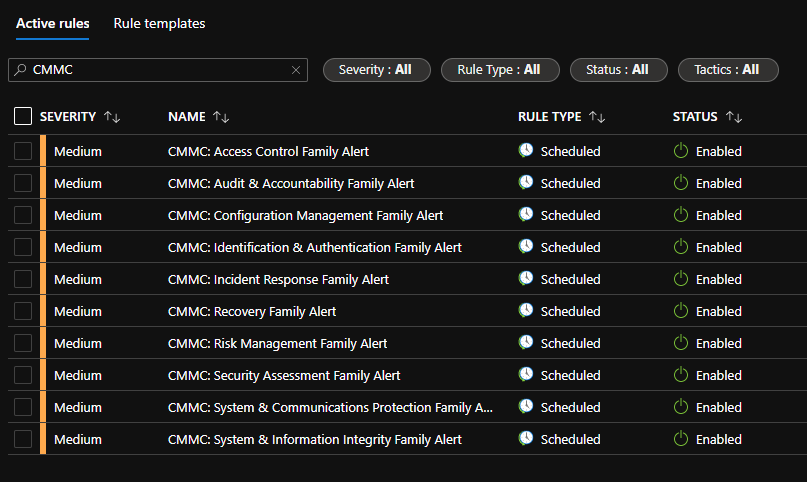 Active rules Rule templates
CMMC Severity : All Rule Type : All Status : All Tactics : All
SEVERITY NAME RULE TYPE STATUS
Medium CMMC: Access Control Family Alert Scheduled Enabled
Medium CMMC: Audit & Accountability Family Alert Scheduled Enabled
Medium CMMC: Configuration Management Family Alert Scheduled Enabled
Medium CMMC: Identification & Authentication Family Alert Scheduled Enabled
Medium CMMC: Incident Response Family Alert Scheduled Enabled
Medium CMMC: Recovery Family Alert Scheduled Enabled
Medium CMMC: Risk Management Family Alert Scheduled Enabled
Medium CMMC: Security Assessment Family Alert Scheduled Enabled
Medium CMMC: System & Communications Protection Family A... Scheduled Enabled
Medium CMMC: System & Information Integrity Family Alert Scheduled Enabled